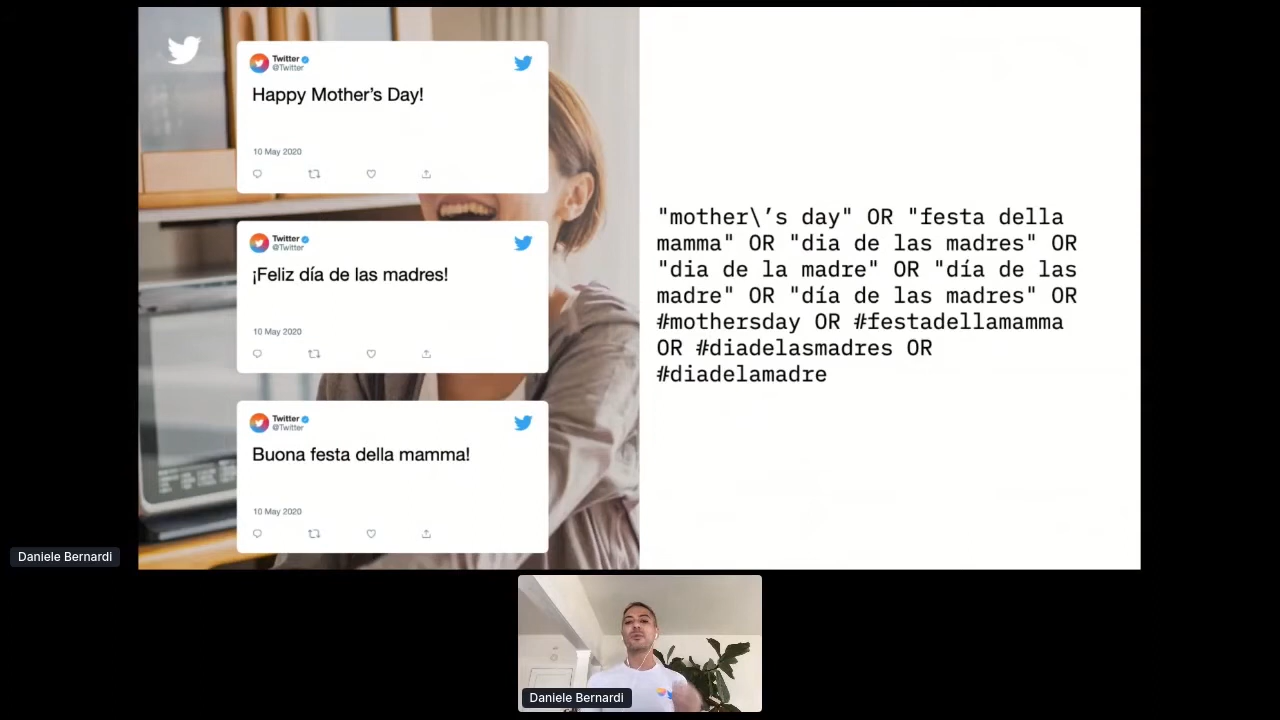 Twitter
@Twitter
Happy Mother's Day!
10 May 2020
Twitter
@Twitter
¡Feliz día de las madres!
10 May 2020
Twitter
@Twitter
Buona festa della mamma!
10 May 2020
"mother\’s day" OR "festa della
mamma" OR "dia de las madres" OR
"dia de la madre" OR "día de las
madre" OR "días de las madres" OR
#mothersday OR #festadellamamma
OR #diadelasmadres OR
#diadelamadre
Daniele Bernardi
Daniele Bernardi